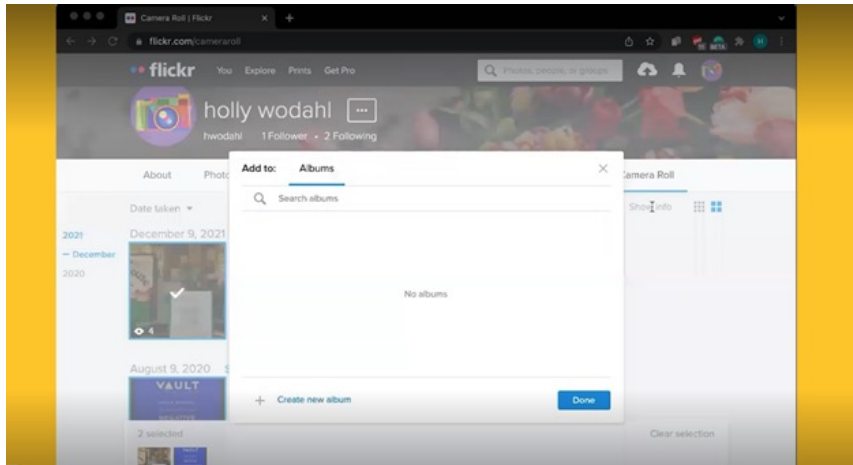 Camera Roll | Flickr
flickr.com/cameraroll
flickr You Explore Prints Get Pro
Photos, people, or groups
holly wodahl
hwodahl 1 Follower • 2 Following
About
Camera Roll
Add to: Albums
Search albums
Date taken
Show info
December 9, 2021
2021
December
2020
No albums
4
August 9, 2020
VAULT
Create new album
Done
2 selected
Clear selection